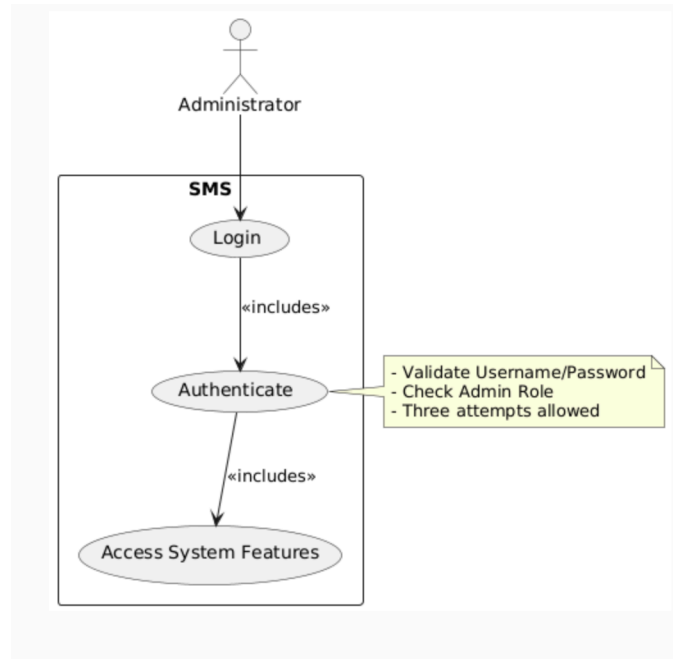 Administrator
SMS
Login
«includes»
Authenticate
- Validate Username/Password
- Check Admin Role
- Three attempts allowed
«includes»
Access System Features